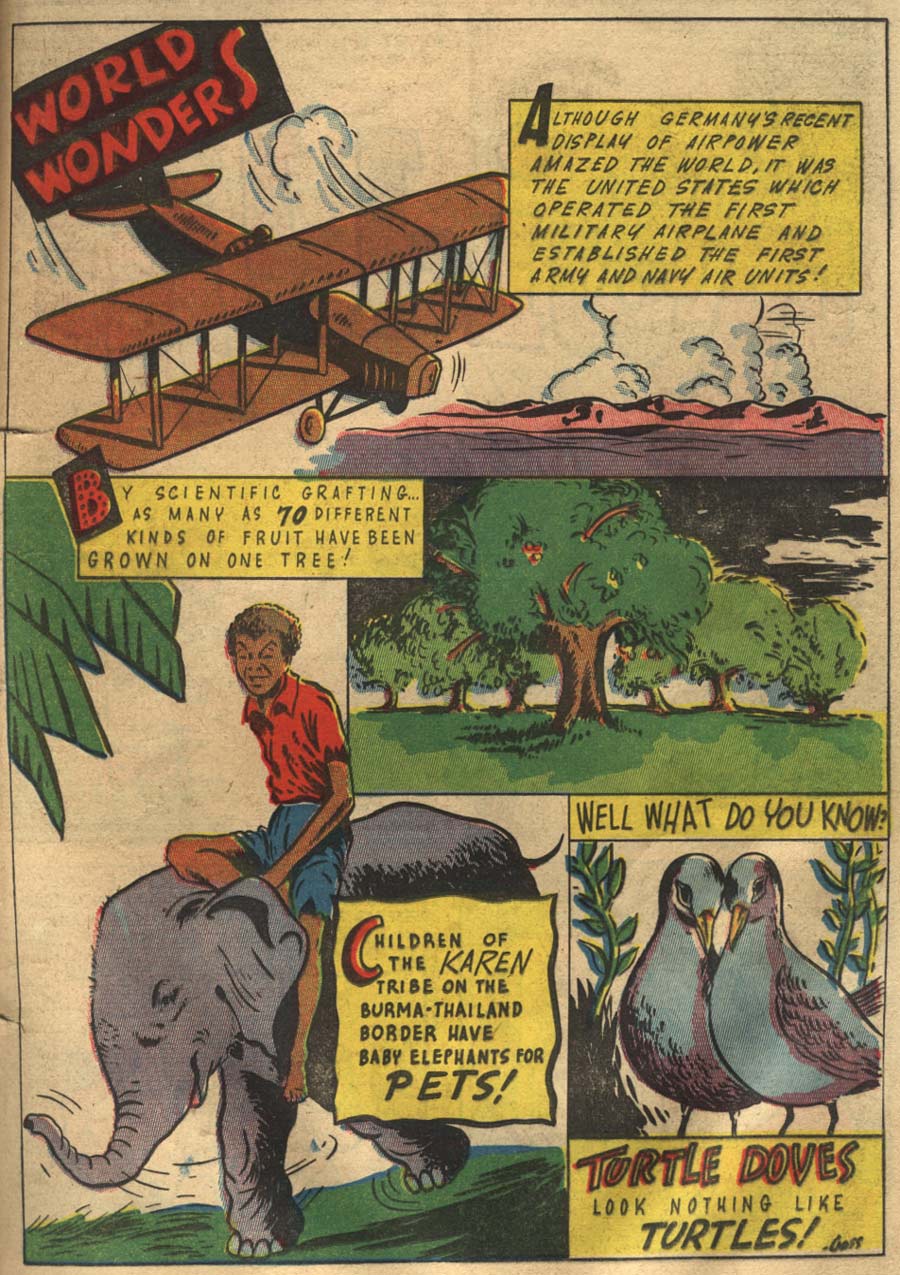 WORLD
WONDERS
ALTHOUGH GERMANY'S RECENT
DISPLAY OF AIRPOWER
AMAZED THE WORLD, IT WAS
THE UNITED STATES WHICH
OPERATED THE FIRST
MILITARY AIRPLANE AND
ESTABLISHED THE FIRST
ARMY AND NAVY AIR UNITS!
BY SCIENTIFIC GRAFTING...
AS MANY AS 70 DIFFERENT
KINDS OF FRUIT HAVE BEEN
GROWN ON ONE TREE!
CHILDREN OF
THE KAREN
TRIBE ON THE
BURMA-THAILAND
BORDER HAVE
BABY ELEPHANTS FOR
PETS!
WELL WHAT DO YOU KNOW?
TURTLE DOVES
LOOK NOTHING LIKE
TURTLES!